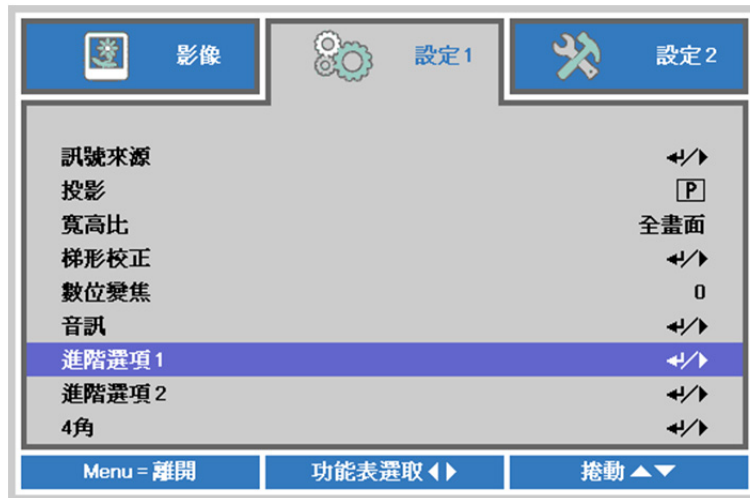 影像 設定1 設定2
訊號來源 ↵/▶
投影 P
寬高比 全畫面
梯形校正 ↵/▶
數位變焦 0
音訊 ↵/▶
進階選項1 ↵/▶
進階選項2 ↵/▶
4角 ↵/▶
Menu = 離開 功能表選取◀▶ 捲動▲▼